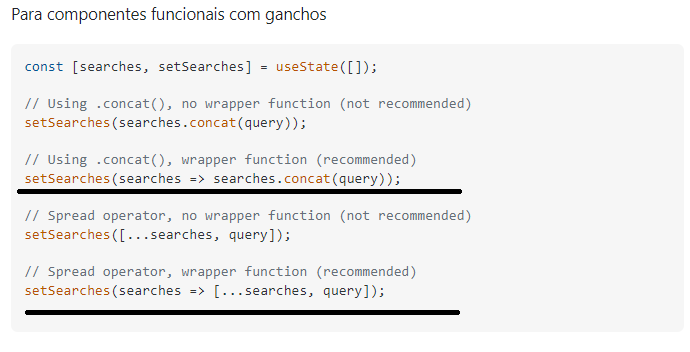 Para componentes funcionais com ganchos
const [searches, setSearches] = useState([]);
// Using .concat(), no wrapper function (not recommended)
setSearches(searches.concat(query));
// Using .concat(), wrapper function (recommended)
setSearches(searches => searches.concat(query));
// Spread operator, no wrapper function (not recommended)
setSearches([...searches, query]);
// Spread operator, wrapper function (recommended)
setSearches(searches => [...searches, query]);